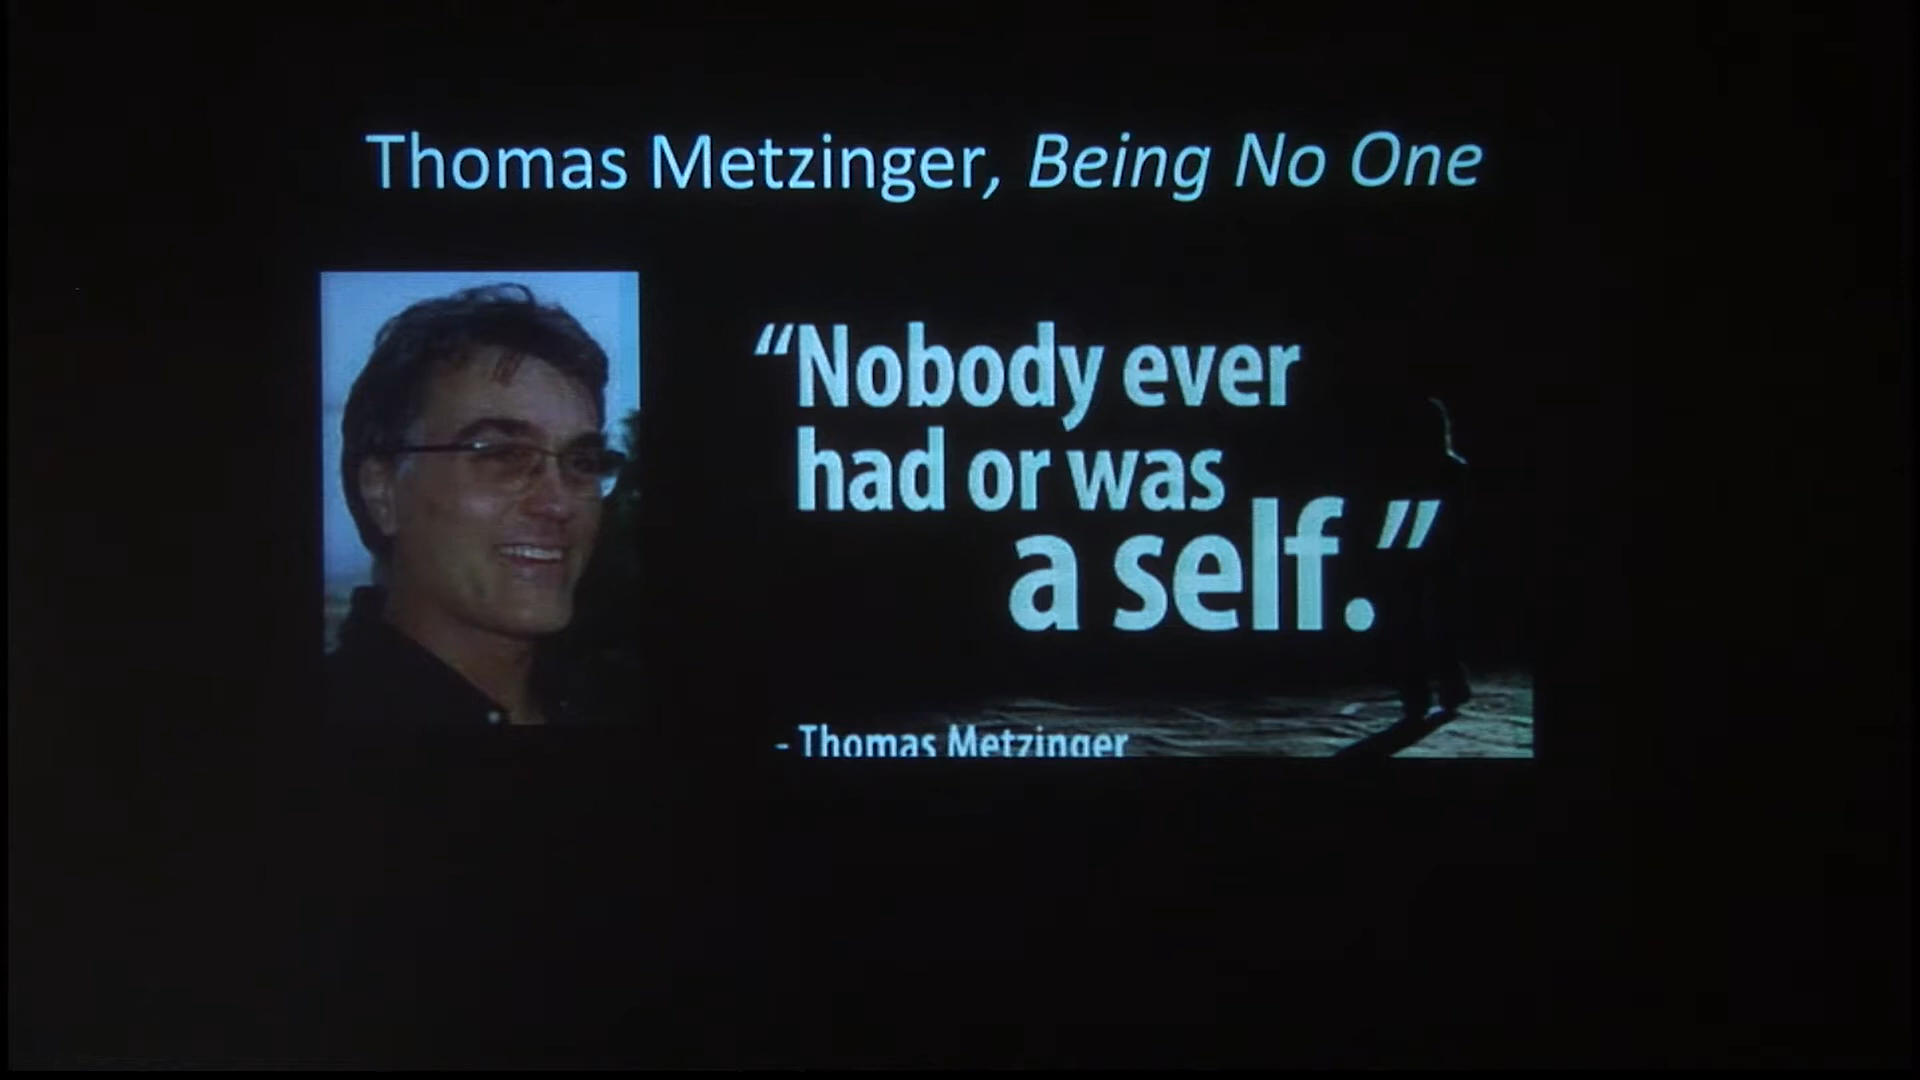 Thomas Metzinger, Being No One
“Nobody ever
had or was
a self.”
- Thomas Metzinger